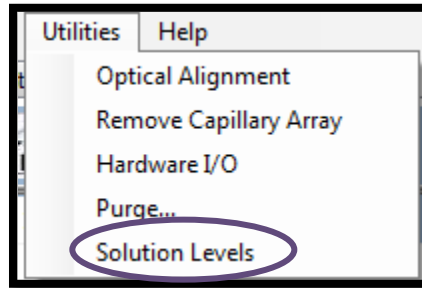 Utilities Help
Optical Alignment
Remove Capillary Array
Hardware I/O
Purge...
Solution Levels